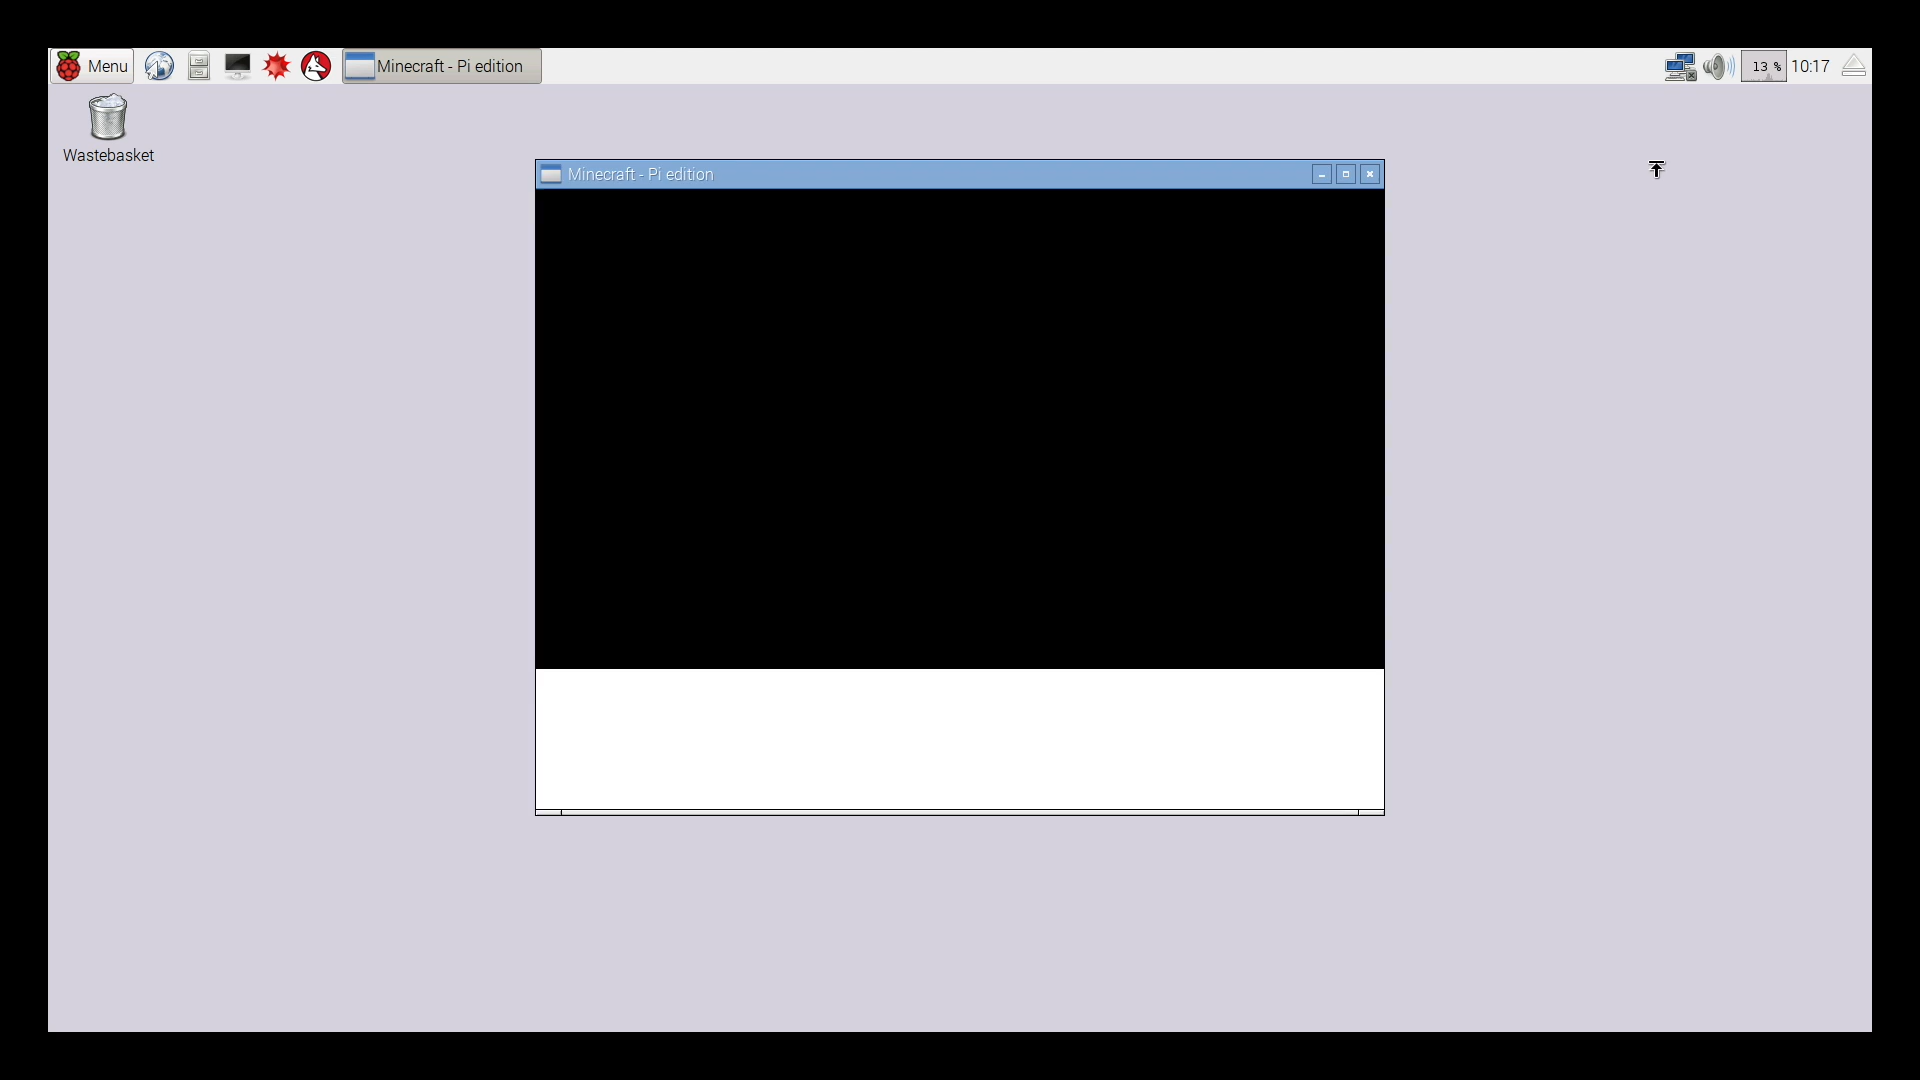 Menu
Minecraft - Pi edition
13 %
10:17
Wastebasket
Minecraft - Pi edition